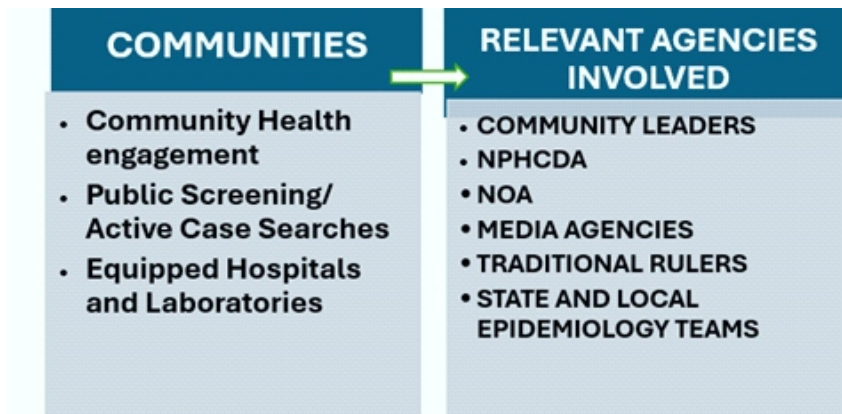 COMMUNITIES
• Community Health
engagement
• Public Screening/
Active Case Searches
• Equipped Hospitals
and Laboratories
RELEVANT AGENCIES
INVOLVED
• COMMUNITY LEADERS
• NPHCDA
• NOA
• MEDIA AGENCIES
• TRADITIONAL RULERS
• STATE AND LOCAL
EPIDEMIOLOGY TEAMS